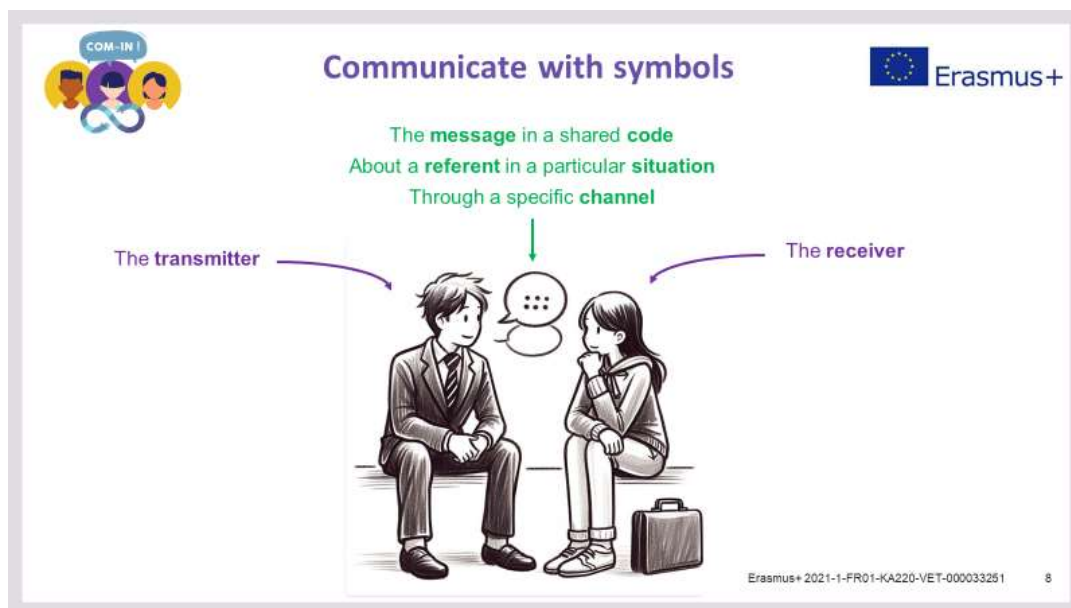 COM-IN !
Communicate with symbols
Erasmus+
The message in a shared code
About a referent in a particular situation
Through a specific channel
The transmitter
The receiver
Erasmus+ 2021-1-FR01-KA220-VET-000033251
8